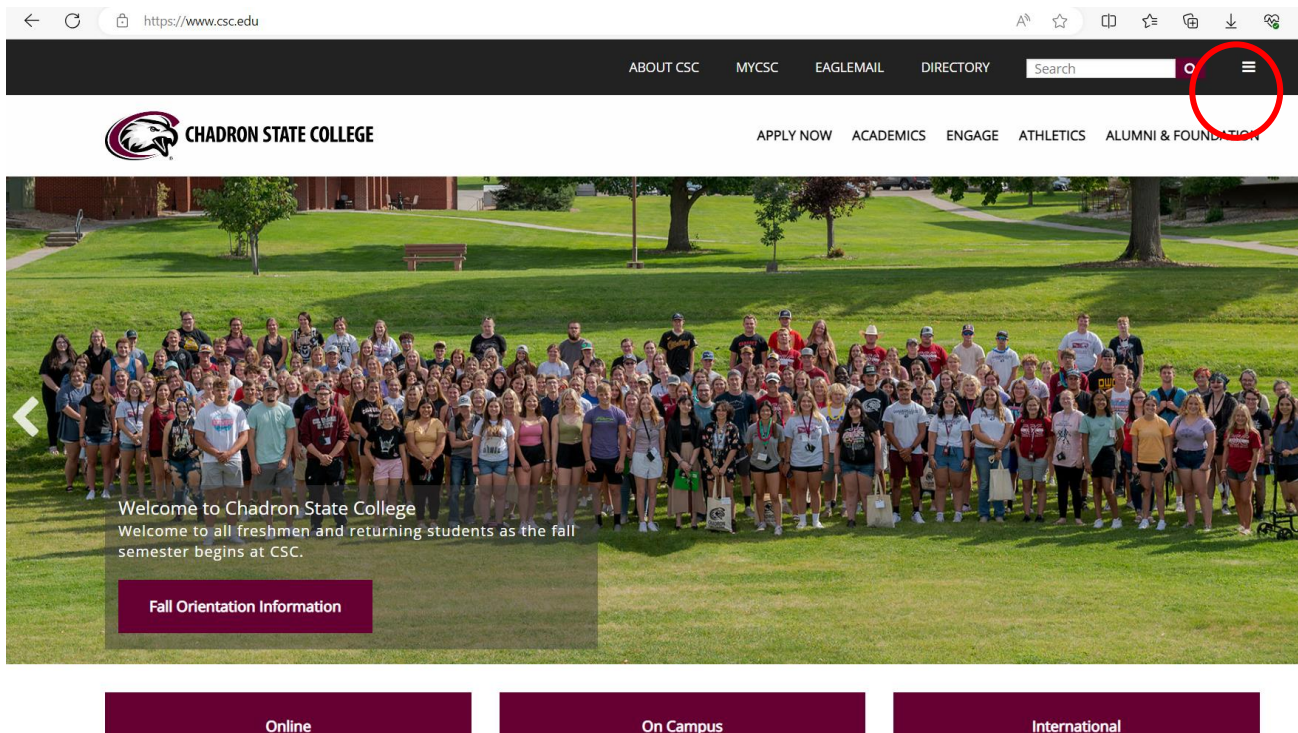 https://www.csc.edu
ABOUT CSC MYCSC EAGLEMAIL DIRECTORY Search
CHADRON STATE COLLEGE
APPLY NOW ACADEMICS ENGAGE ATHLETICS ALUMNI & FOUNDATION
Welcome to Chadron State College
Welcome to all freshmen and returning students as the fall
semester begins at CSC.
Fall Orientation Information
Online On Campus International